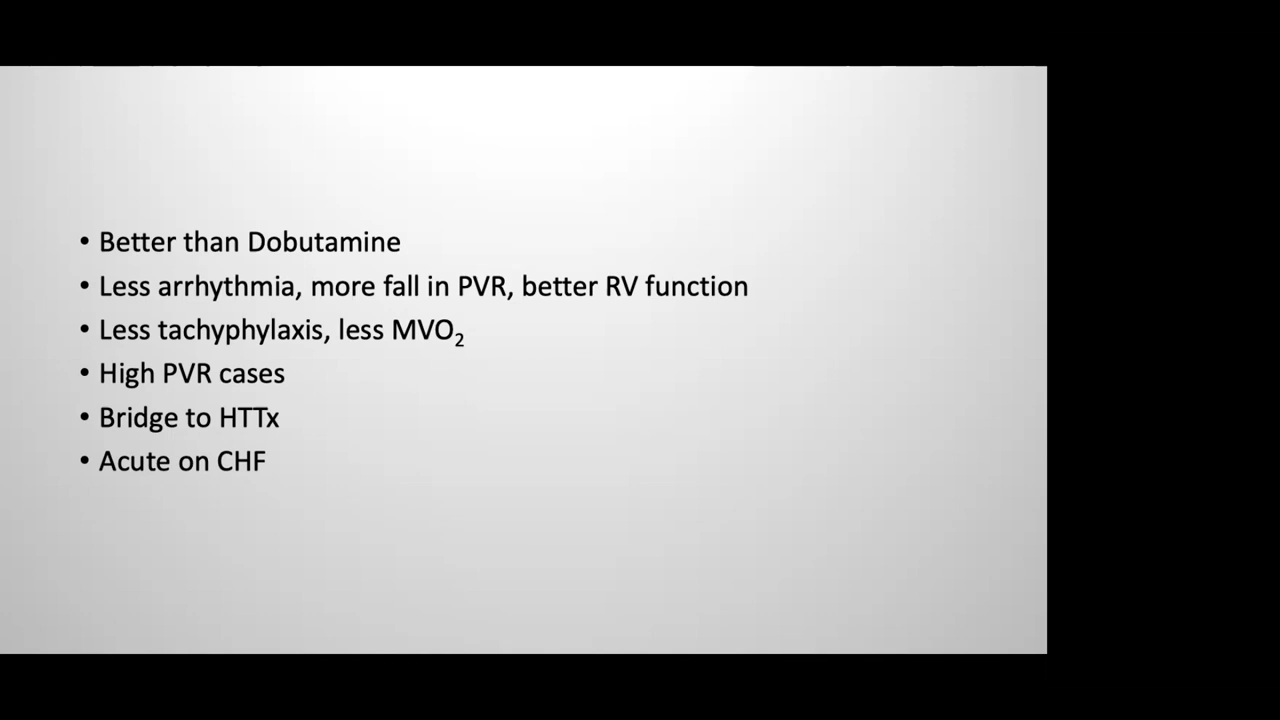 • Better than Dobutamine
• Less arrhythmia, more fall in PVR, better RV function
• Less tachyphylaxis, less MVO₂
• High PVR cases
• Bridge to HTTx
• Acute on CHF